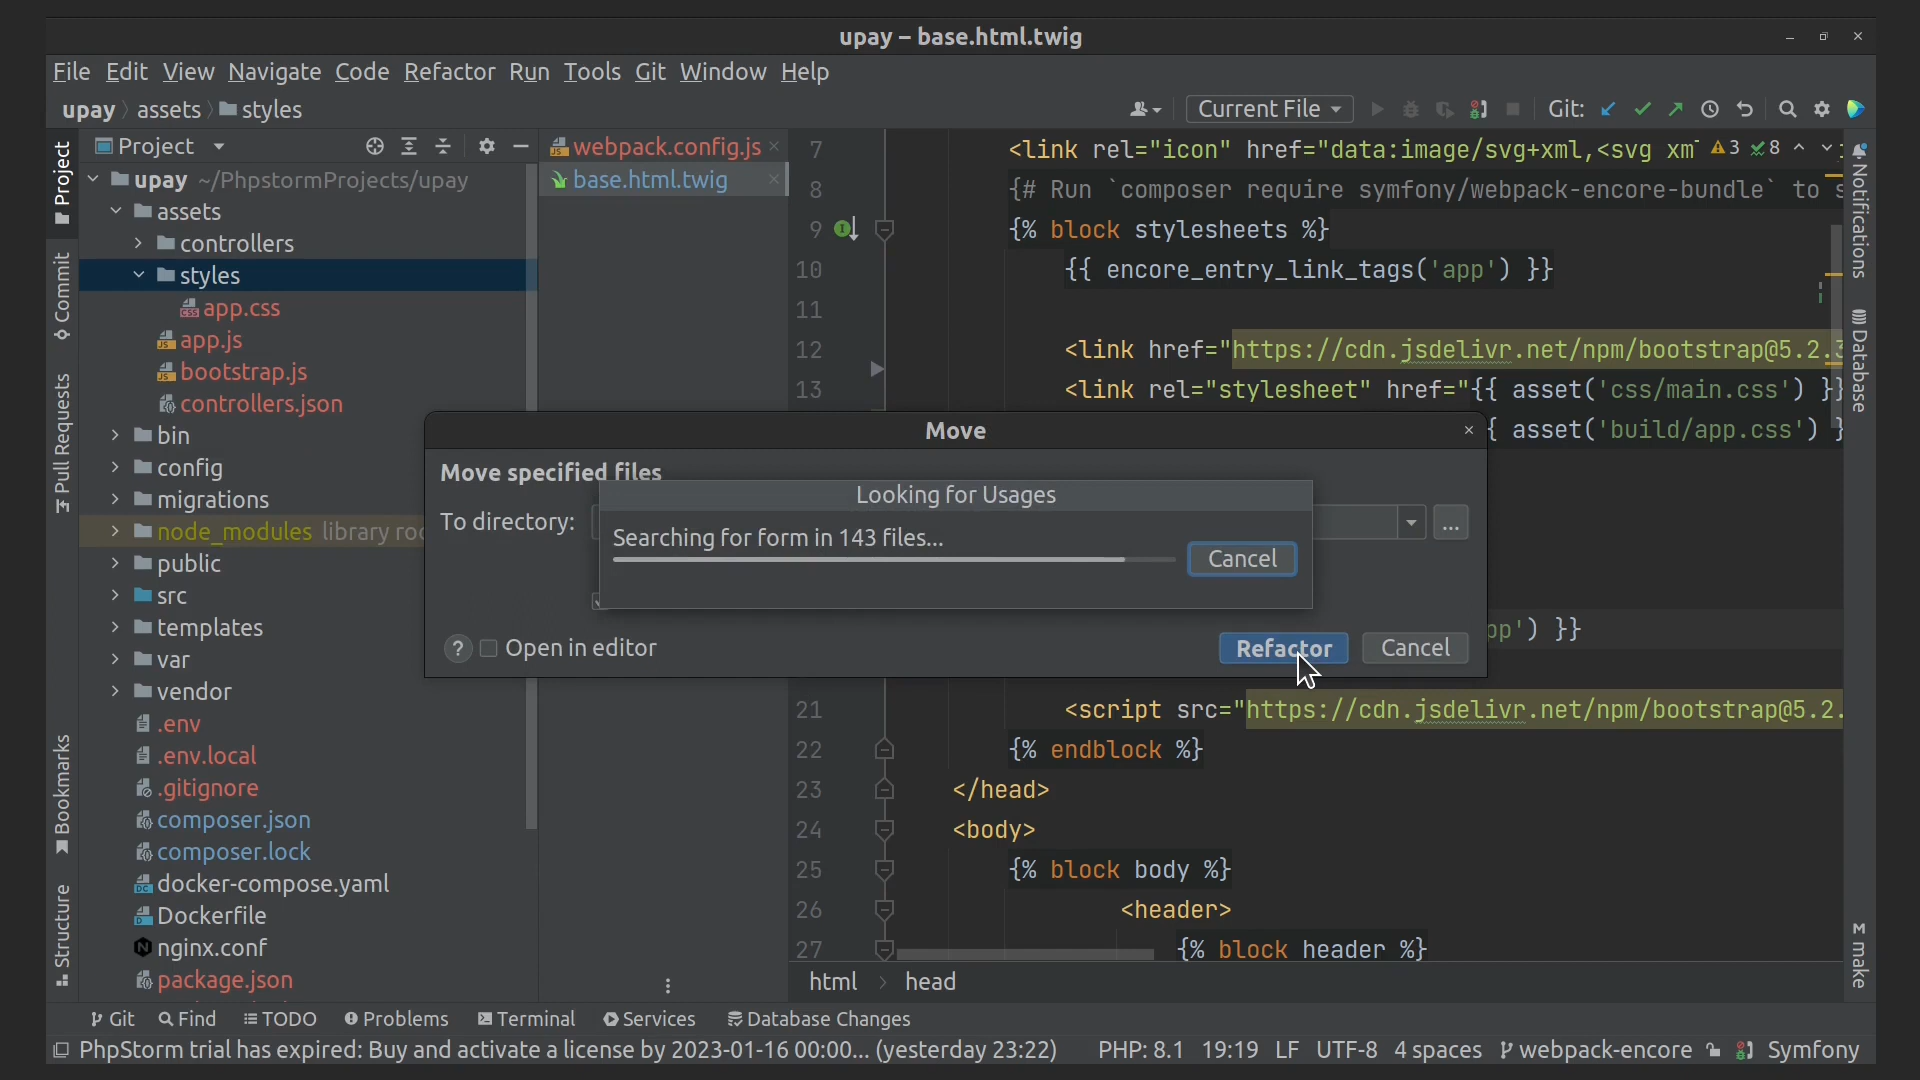 upay – base.html.twig
File Edit View Navigate Code Refactor Run Tools Git Window Help
upay assets styles
Current File
Git:
Project
webpack.config.js
base.html.twig
upay ~/PhpstormProjects/upay
assets
controllers
styles
app.css
app.js
bootstrap.js
controllers.json
bin
config
migrations
node_modules library
public
src
templates
var
vendor
.env
.env.local
.gitignore
composer.json
composer.lock
docker-compose.yaml
Dockerfile
nginx.conf
package.json
Project
Commit
Pull Requests
Bookmarks
Structure
7 <link rel="icon" href="data:image/svg+xml,<svg
3 8
8 {# Run `composer require symfony/webpack-encore-bundle` to
9 {% block stylesheets %}
10 {{ encore_entry_link_tags('app') }}
11
12 <link href="https://cdn.jsdelivr.net/npm/bootstrap@5.2.3
13 <link rel="stylesheet" href="{{ asset('css/main.css') }}
{ asset('build/app.css') }
Move
Move specified files
To directory:
...
Looking for Usages
Searching for form in 143 files...
Cancel
? Open in editor
Refactor
Cancel
pp') }}
21 <script src="https://cdn.jsdelivr.net/npm/bootstrap@5.2.
22 {% endblock %}
23 </head>
24 <body>
25 {% block body %}
26 <header>
27 {% block header %}
html head
Notifications
Database
make
Git Find TODO Problems Terminal Services Database Changes
PhpStorm trial has expired: Buy and activate a license by 2023-01-16 00:00... (yesterday 23:22) PHP: 8.1 19:19 LF UTF-8 4 spaces webpack-encore Symfony